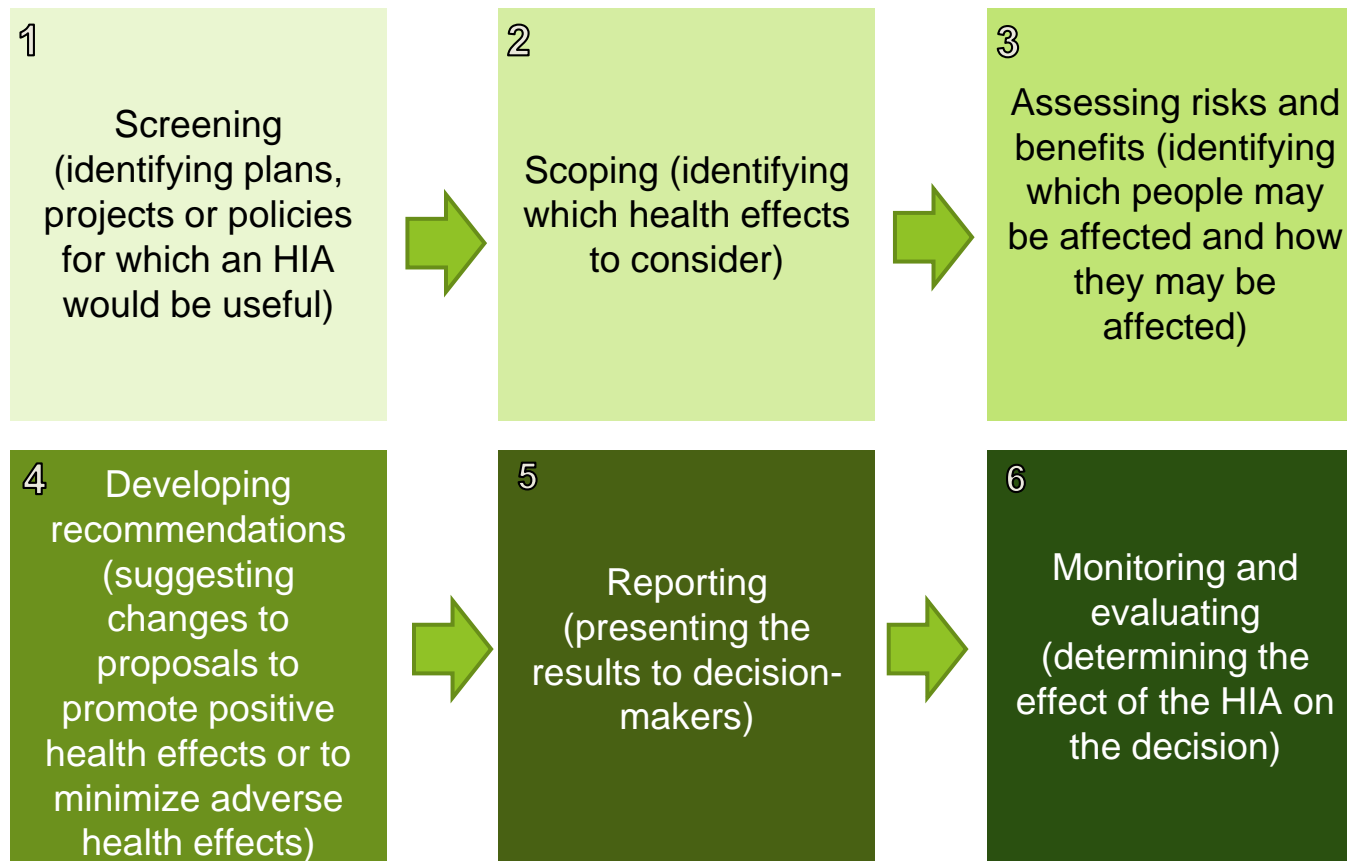 1
Screening
(identifying plans,
projects or policies
for which an HIA
would be useful)
2
Scoping (identifying
which health effects
to consider)
3
Assessing risks and
benefits (identifying
which people may
be affected and how
they may be
affected)
4
Developing
recommendations
(suggesting
changes to
proposals to
promote positive
health effects or to
minimize adverse
health effects)
5
Reporting
(presenting the
results to decision-
makers)
6
Monitoring and
evaluating
(determining the
effect of the HIA on
the decision)